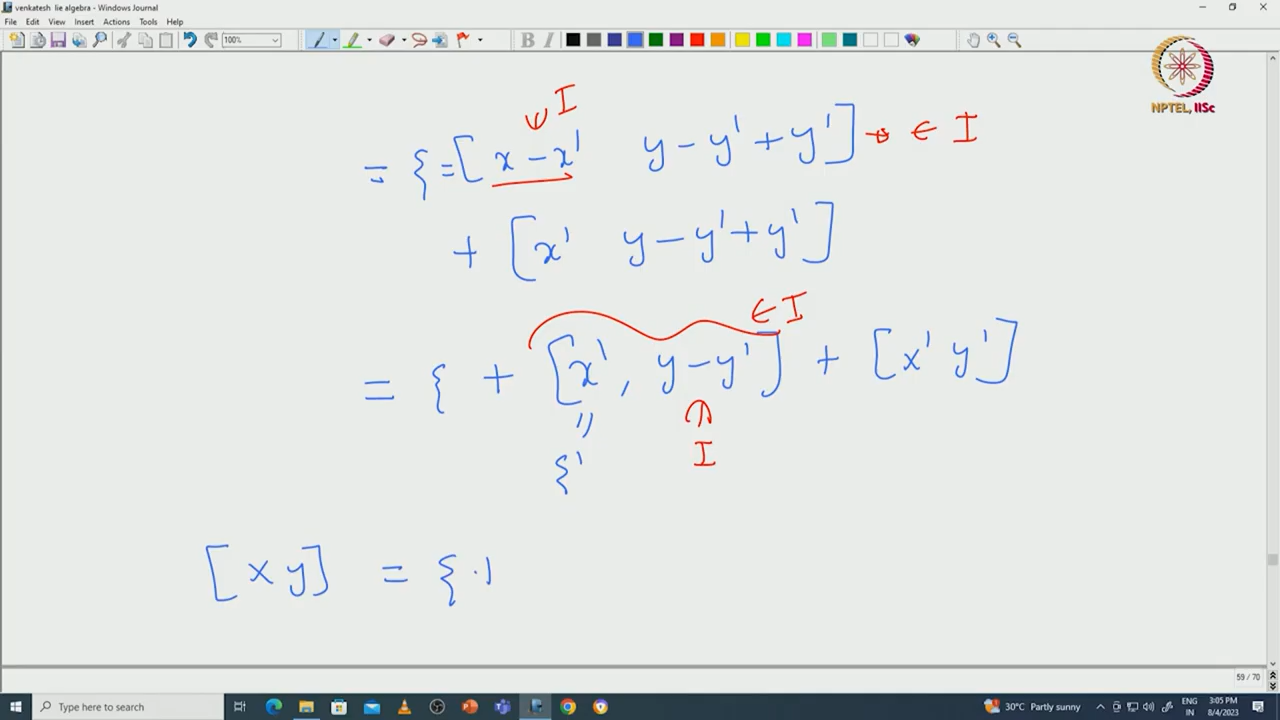 venkatesh lie algebra - Windows Journal
File Edit View Insert Actions Tools Help
100%
B I
NPTEL, IISc
ψ I
= ξ = [ x - x' y - y' + y' ] → ∈ I
+ [ x' y - y' + y' ]
∈ I
= ξ + [ x' , y - y' ] + [ x' y' ]
ξ'
I
[ x y ] = ξ
59 / 70
Type here to search
30°C Partly sunny
ENG
IN
3:05 PM
8/4/2023